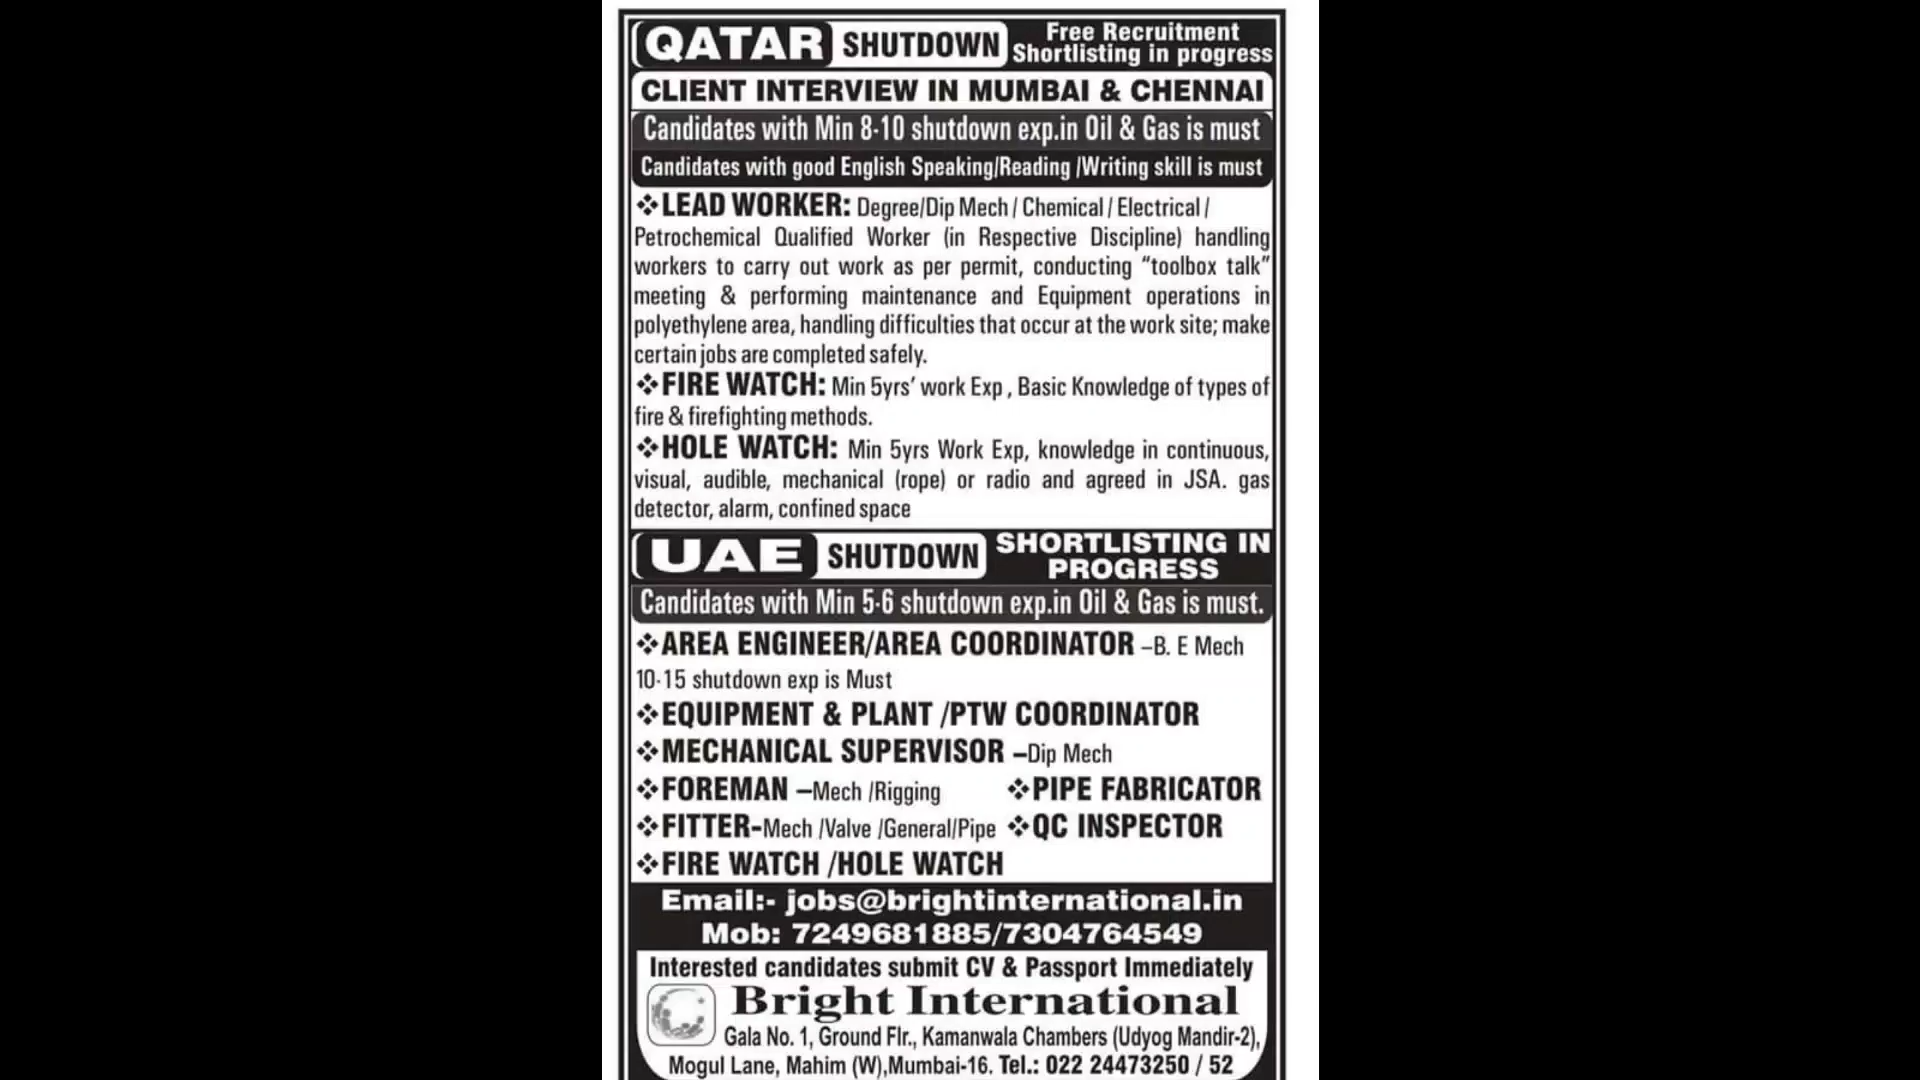 QATAR SHUTDOWN Free Recruitment
Shortlisting in progress
CLIENT INTERVIEW IN MUMBAI & CHENNAI
Candidates with Min 8-10 shutdown exp.in Oil & Gas is must
Candidates with good English Speaking/Reading /Writing skill is must
❖LEAD WORKER: Degree/Dip Mech / Chemical / Electrical /
Petrochemical Qualified Worker (in Respective Discipline) handling
workers to carry out work as per permit, conducting “toolbox talk”
meeting & performing maintenance and Equipment operations in
polyethylene area, handling difficulties that occur at the work site; make
certain jobs are completed safely.
❖FIRE WATCH: Min 5yrs’ work Exp , Basic Knowledge of types of
fire & firefighting methods.
❖HOLE WATCH: Min 5yrs Work Exp, knowledge in continuous,
visual, audible, mechanical (rope) or radio and agreed in JSA. gas
detector, alarm, confined space
UAE SHUTDOWN SHORTLISTING IN
PROGRESS
Candidates with Min 5-6 shutdown exp.in Oil & Gas is must.
❖AREA ENGINEER/AREA COORDINATOR –B. E Mech
10-15 shutdown exp is Must
❖EQUIPMENT & PLANT /PTW COORDINATOR
❖MECHANICAL SUPERVISOR –Dip Mech
❖FOREMAN –Mech /Rigging ❖PIPE FABRICATOR
❖FITTER-Mech /Valve /General/Pipe ❖QC INSPECTOR
❖FIRE WATCH /HOLE WATCH
Email:- jobs@brightinternational.in
Mob: 7249681885/7304764549
Interested candidates submit CV & Passport Immediately
Bright International
Gala No. 1, Ground Flr., Kamanwala Chambers (Udyog Mandir-2),
Mogul Lane, Mahim (W),Mumbai-16. Tel.: 022 24473250 / 52